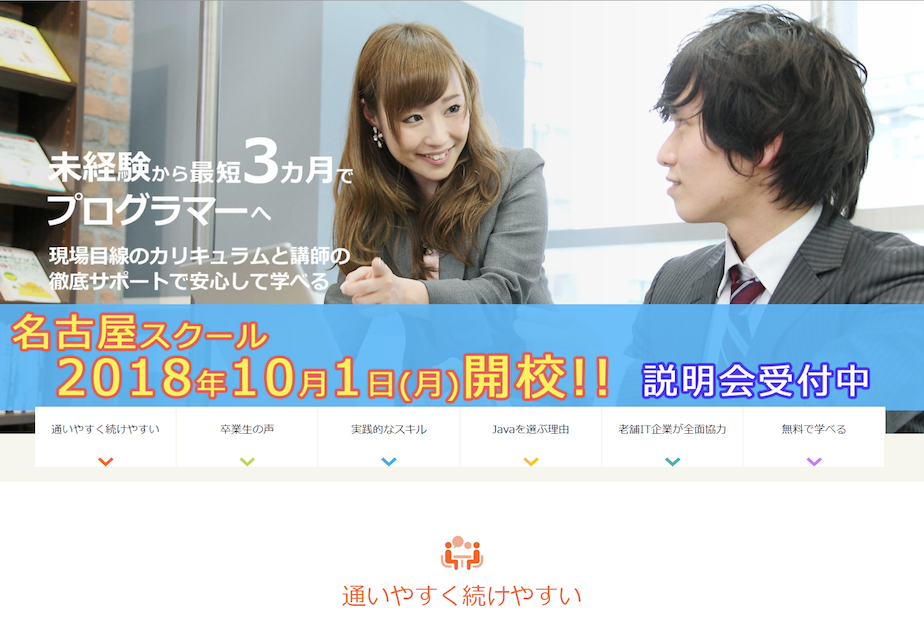 未経験から最短3カ月で
プログラマーへ
現場目線のカリキュラムと講師の
徹底サポートで安心して学べる
名古屋スクール
2018年10月1日(月)開校!! 説明会受付中
通いやすく続けやすい
卒業生の声
実践的なスキル
Javaを選ぶ理由
老舗IT企業が全面協力
無料で学べる
通いやすく続けやすい